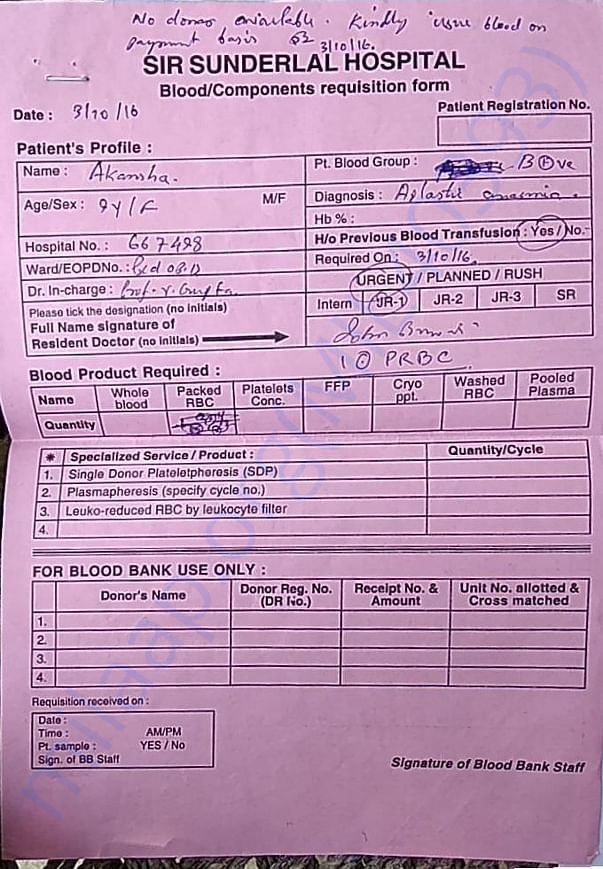 No donor available. Kindly issue blood on
payment basis 3/10/16.
SIR SUNDERLAL HOSPITAL
Blood/Components requisition form
Date : 3/10/16
Patient Registration No.
Patient's Profile :
Name : Akansha.
Pt. Blood Group : B ⊕ve
Age/Sex : 9y/F M/F
Diagnosis : Aplastic anaemia.
Hb % :
Hospital No. : 667498
H/o Previous Blood Transfusion : Yes / No
Ward/EOPDNo. : Bed
Required On : 3/10/16.
Dr. In-charge : Prof. Gupta
URGENT / PLANNED / RUSH
Please tick the designation (no initials)
Intern JR-1 JR-2 JR-3 SR
Full Name signature of
Resident Doctor (no initials)
1 PRBC
Blood Product Required :
Name Whole blood Packed RBC Platelets Conc. FFP Cryo ppt. Washed RBC Pooled Plasma
Quantity
* Specialized Service / Product : Quantity/Cycle
1. Single Donor Plateletpheresis (SDP)
2. Plasmapheresis (specify cycle no.)
3. Leuko-reduced RBC by leukocyte filter
4.
FOR BLOOD BANK USE ONLY :
Donor's Name Donor Reg. No. (DR No.) Receipt No. & Amount Unit No. allotted & Cross matched
1.
2.
3.
4.
Requisition received on :
Date :
Time : AM/PM
Pt. sample : YES / No
Sign. of BB Staff
Signature of Blood Bank Staff